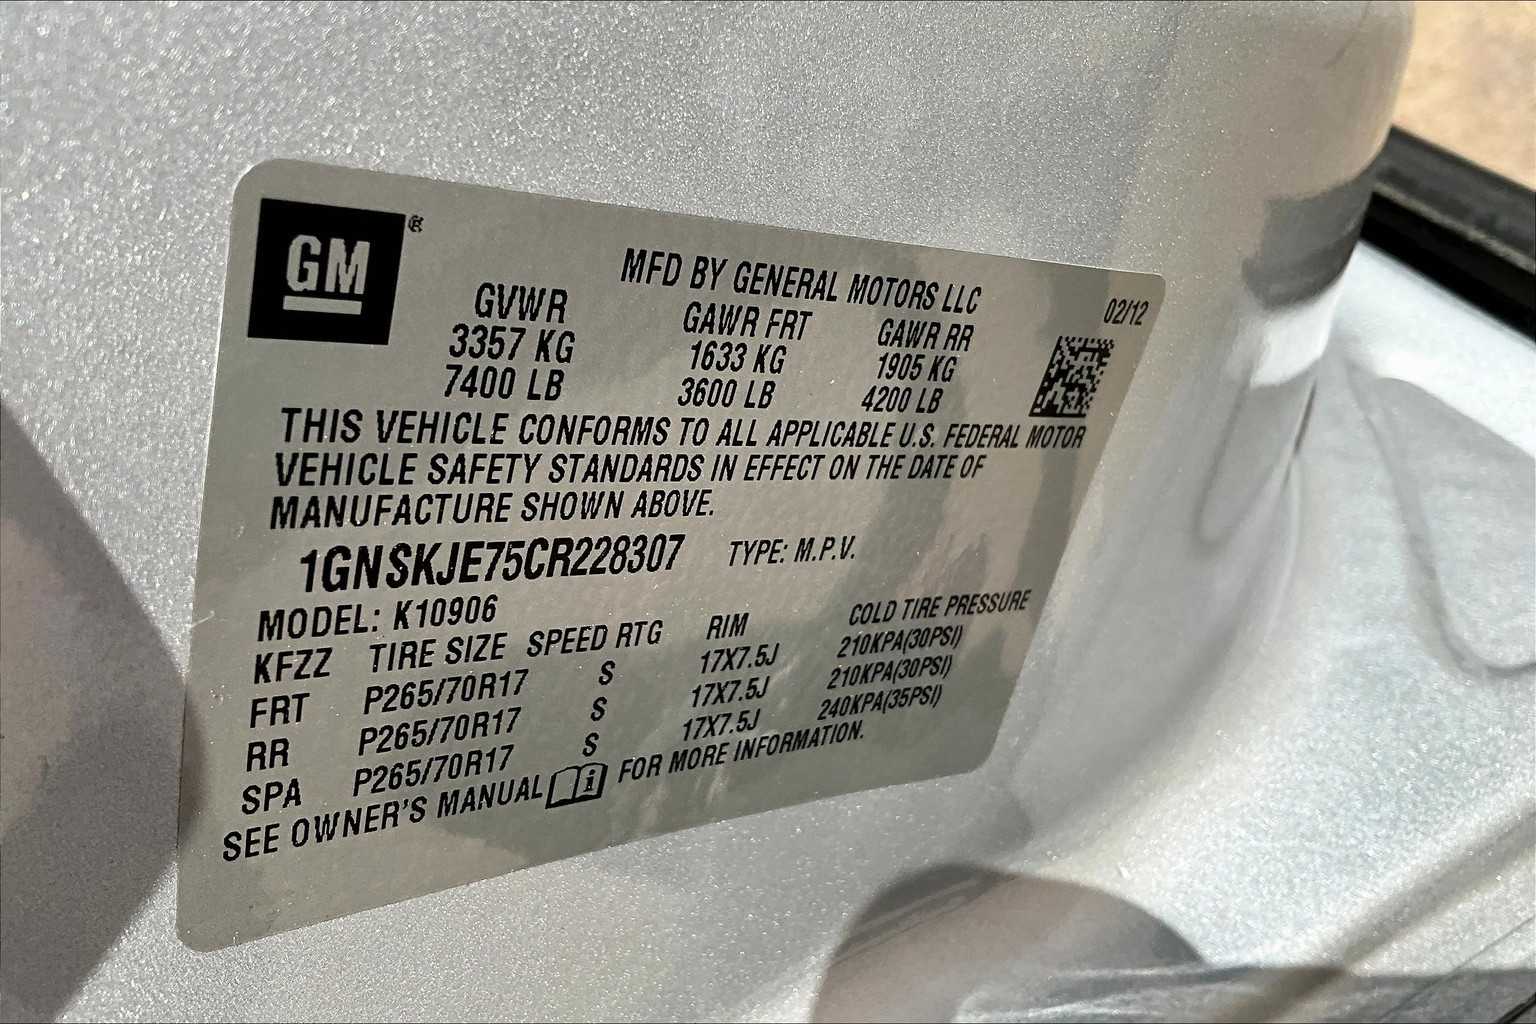 GM®
MFD BY GENERAL MOTORS LLC
02/12
GVWR GAWR FRT GAWR RR
3357 KG 1633 KG 1905 KG
7400 LB 3600 LB 4200 LB
THIS VEHICLE CONFORMS TO ALL APPLICABLE U.S. FEDERAL MOTOR
VEHICLE SAFETY STANDARDS IN EFFECT ON THE DATE OF
MANUFACTURE SHOWN ABOVE.
1GNSKJE75CR228307 TYPE: M.P.V.
MODEL: K10906
KFZZ TIRE SIZE SPEED RTG RIM COLD TIRE PRESSURE
FRT P265/70R17 S 17X7.5J 210KPA(30PSI)
RR P265/70R17 S 17X7.5J 210KPA(30PSI)
SPA P265/70R17 S 17X7.5J 240KPA(35PSI)
SEE OWNER'S MANUAL FOR MORE INFORMATION.